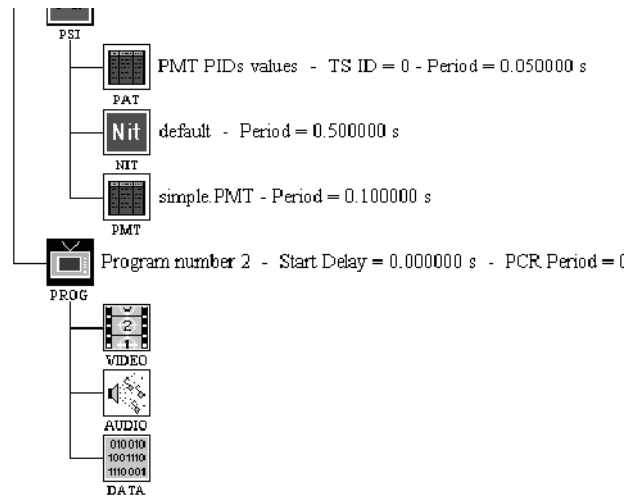 PSI
PMT PIDs values - TS ID = 0 - Period = 0.050000 s
PAT
Nit
default - Period = 0.500000 s
NIT
simple.PMT - Period = 0.100000 s
PMT
Program number 2 - Start Delay = 0.000000 s - PCR Period = 0
PROG
2
1
VIDEO
AUDIO
010010
1001110
1110001
DATA